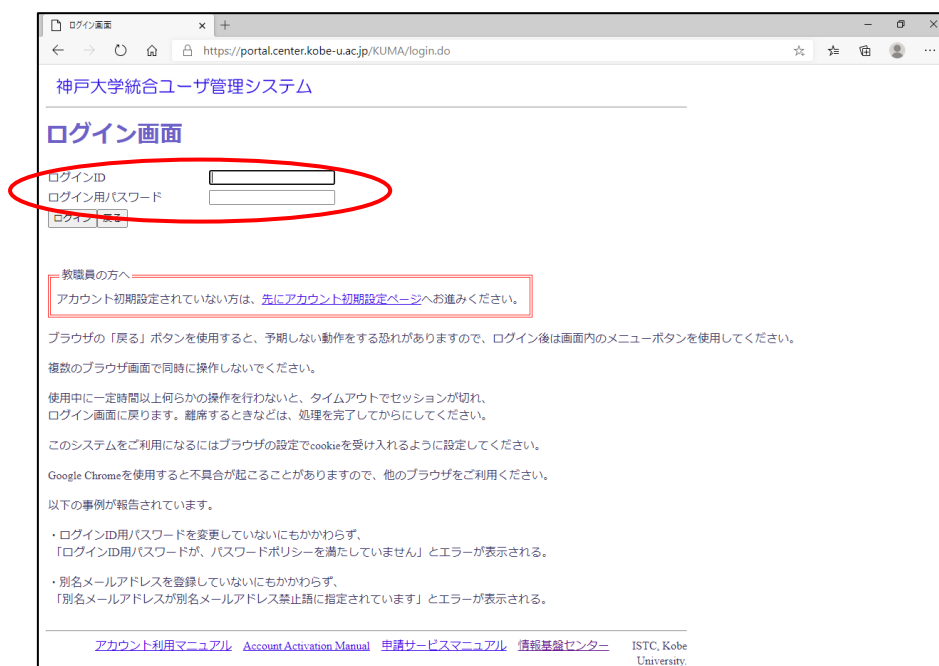 ログイン画面
https://portal.center.kobe-u.ac.jp/KUMA/login.do
神戸大学統合ユーザ管理システム
ログイン画面
ログインID
ログイン用パスワード
ログイン 戻る
教職員の方へ
アカウント初期設定されていない方は、先にアカウント初期設定ページへお進みください。
ブラウザの「戻る」ボタンを使用すると、予期しない動作をする恐れがありますので、ログイン後は画面内のメニューボタンを使用してください。
複数のブラウザ画面で同時に操作しないでください。
使用中に一定時間以上何らかの操作を行わないと、タイムアウトでセッションが切れ、
ログイン画面に戻ります。離席するときなどは、処理を完了してからにしてください。
このシステムをご利用になるにはブラウザの設定でcookieを受け入れるように設定してください。
Google Chromeを使用すると不具合が起こることがありますので、他のブラウザをご利用ください。
以下の事例が報告されています。
・ログインID用パスワードを変更していないにもかかわらず、
「ログインID用パスワードが、パスワードポリシーを満たしていません」とエラーが表示される。
・別名メールアドレスを登録していないにもかかわらず、
「別名メールアドレスが別名メールアドレス禁止語に指定されています」とエラーが表示される。
アカウント利用マニュアル Account Activation Manual 申請サービスマニュアル 情報基盤センター ISTC, Kobe
University.